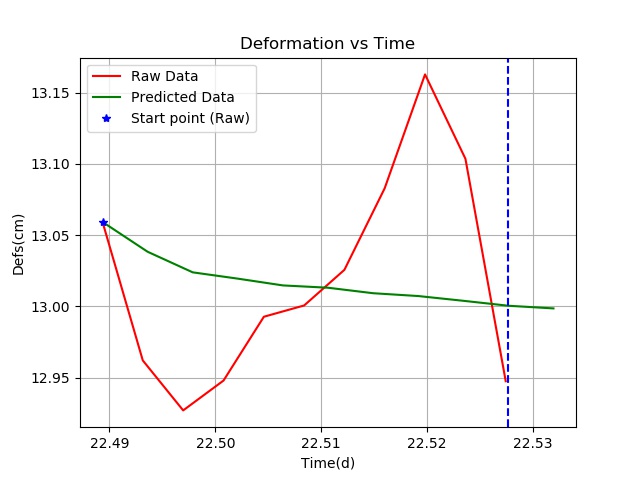 Deformation vs Time
Raw Data
Predicted Data
Start point (Raw)
Defs(cm)
13.15
13.10
13.05
13.00
12.95
22.49 22.50 22.51 22.52 22.53
Time(d)